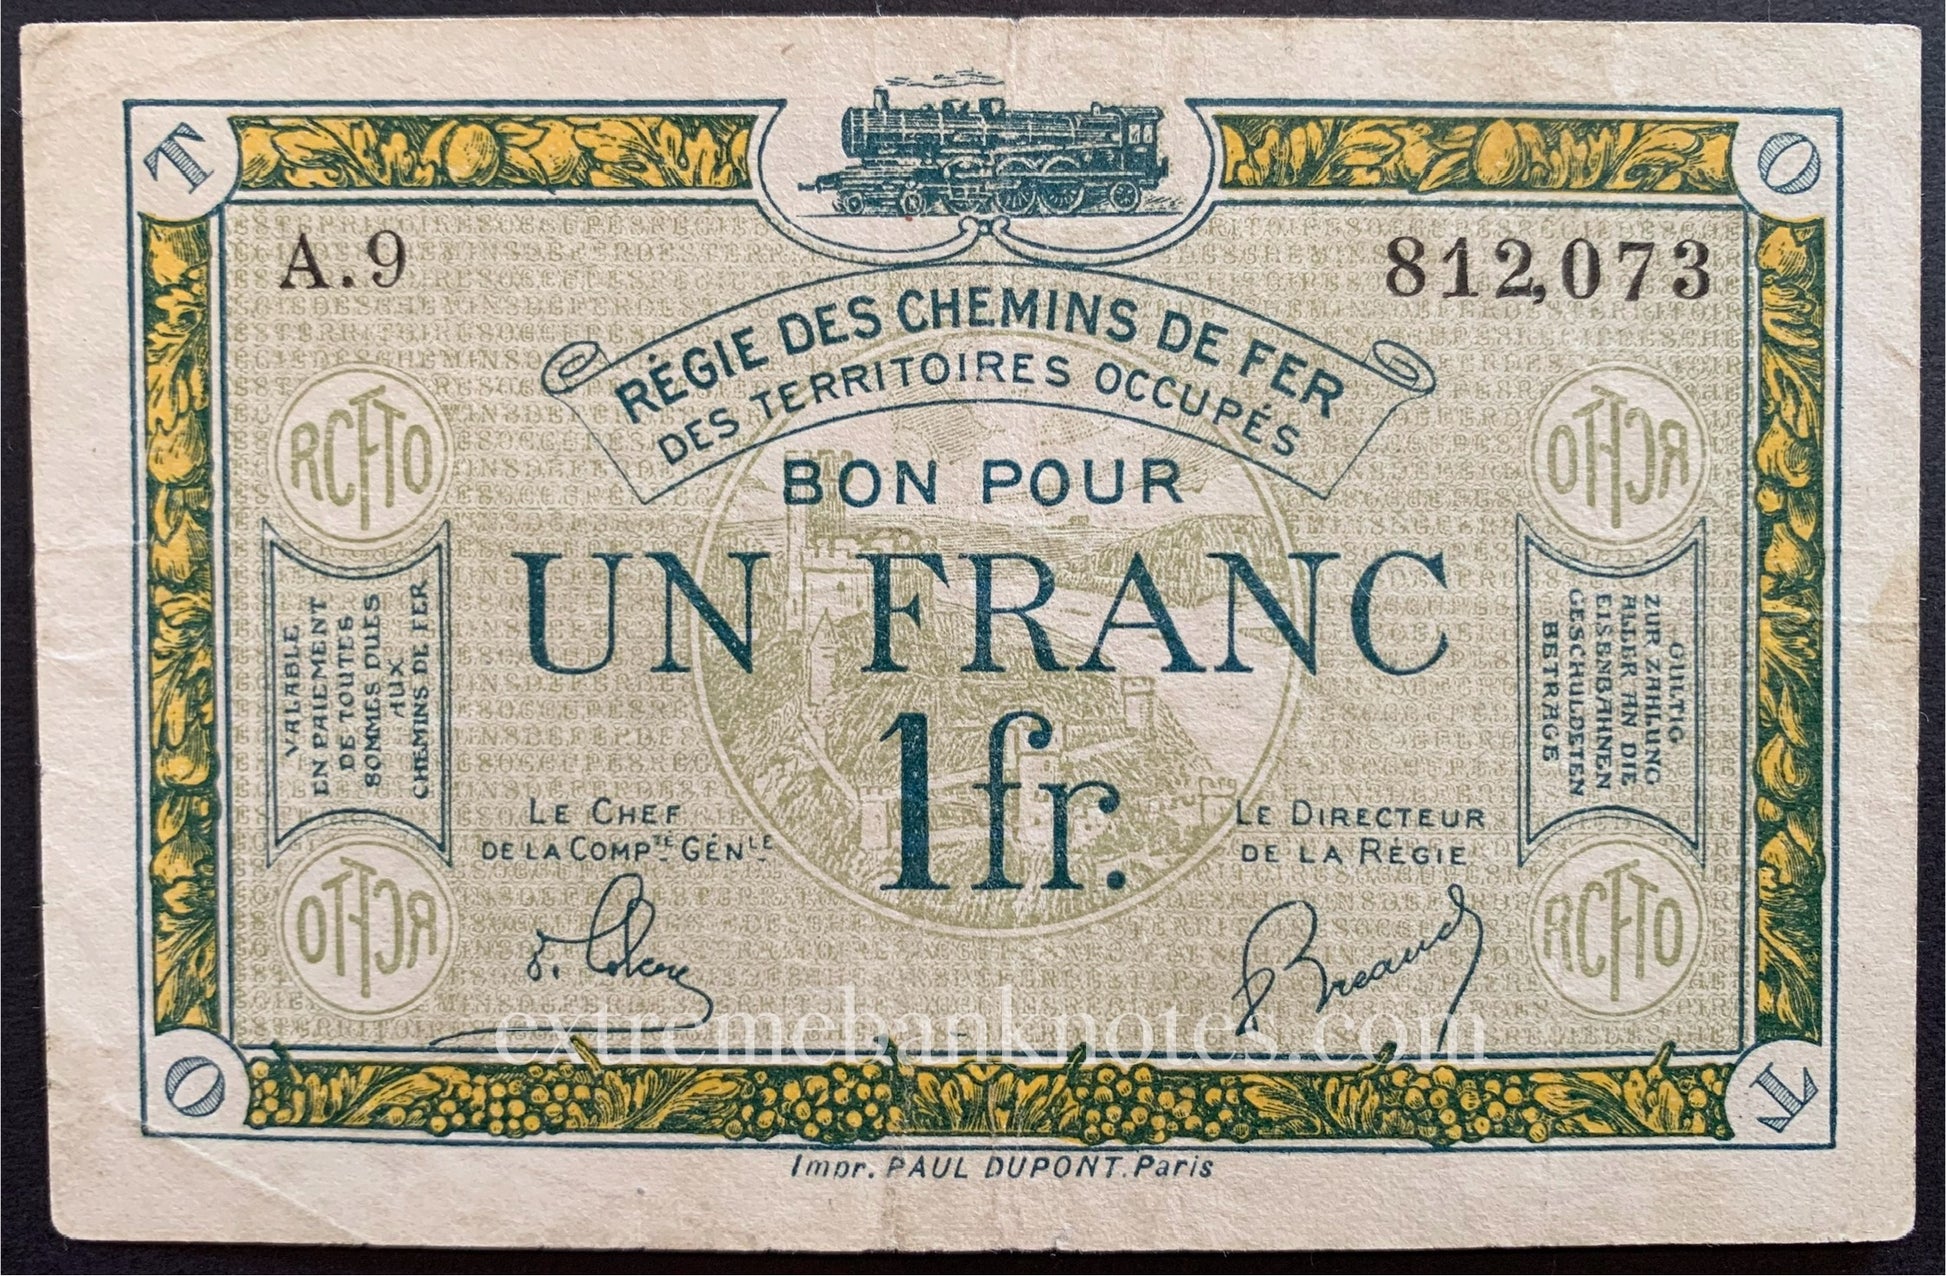 T
O
A.9
812,073
RÉGIE DES CHEMINS DE FER
DES TERRITOIRES OCCUPÉS
BON POUR
UN FRANC
1fr.
RCFTO
RCFTO
VALABLE
EN PAIEMENT
DE TOUTES
SOMMES DUES
AUX
CHEMINS DE FER
GÜLTIG
ZUR ZAHLUNG
ALLER AN DIE
EISENBAHNEN
GESCHULDETEN
BETRÄGE
LE CHEF
DE LA COMPTE GÉNLE
LE DIRECTEUR
DE LA RÉGIE
RCFTO
RCFTO
extremebanknotes.com
O
T
Impr. PAUL DUPONT. Paris